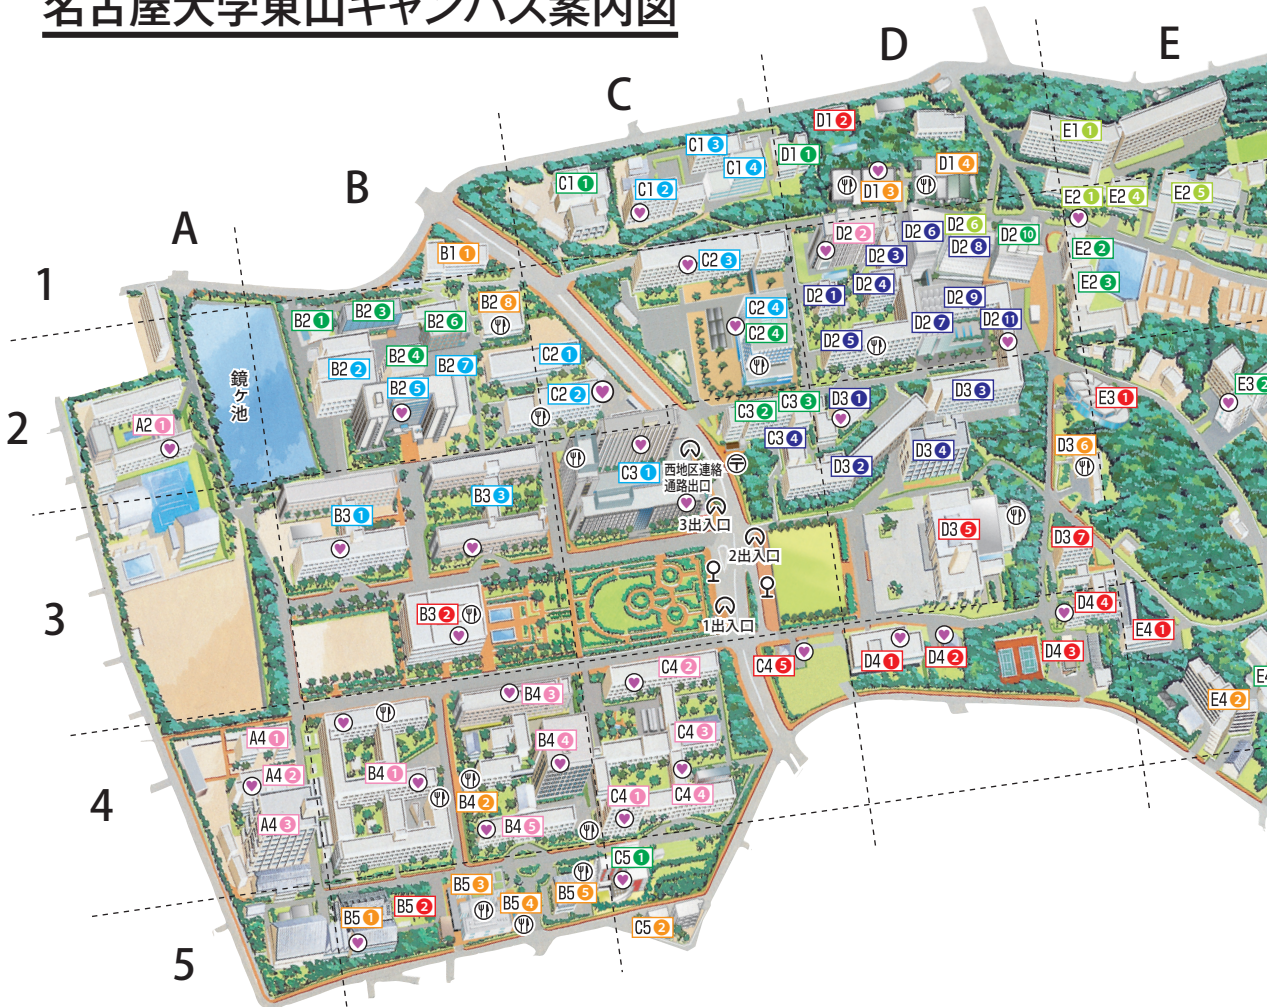 名古屋大学東山キャンパス案内図
A
B
C
D
E
1
2
3
4
5
鏡ヶ池
D1 2
C1 3
C1 4
D1 1
E1 1
D1 4
C1 1
C1 2
D1 3
E2 1
E2 4
E2 5
B1 1
C2 3
D2 2
D2 6
D2 6
D2 10
D2 3
D2 8
E2 2
E2 3
B2 1
B2 3
B2 6
B2 8
C2 4
C2 4
D2 1
D2 4
D2 9
D2 7
D2 11
D2 5
B2 2
B2 4
B2 7
B2 5
C2 1
C2 2
A2 1
C3 2
C3 3
D3 1
D3 3
E3 1
E3 2
C3 4
D3 2
D3 4
D3 6
C3 1
西地区連絡
通路出口
3出入口
2出入口
1出入口
B3 1
B3 3
D3 5
D3 7
B3 2
D4 4
E4 1
C4 2
C4 5
D4 1
D4 2
D4 3
E4
E4 2
B4 3
A4 1
B4 4
C4 3
A4 2
B4 1
B4 2
C4 1
C4 4
A4 3
B4 5
C5 1
B5 3
B5 5
B5 1
B5 2
B5 4
C5 2